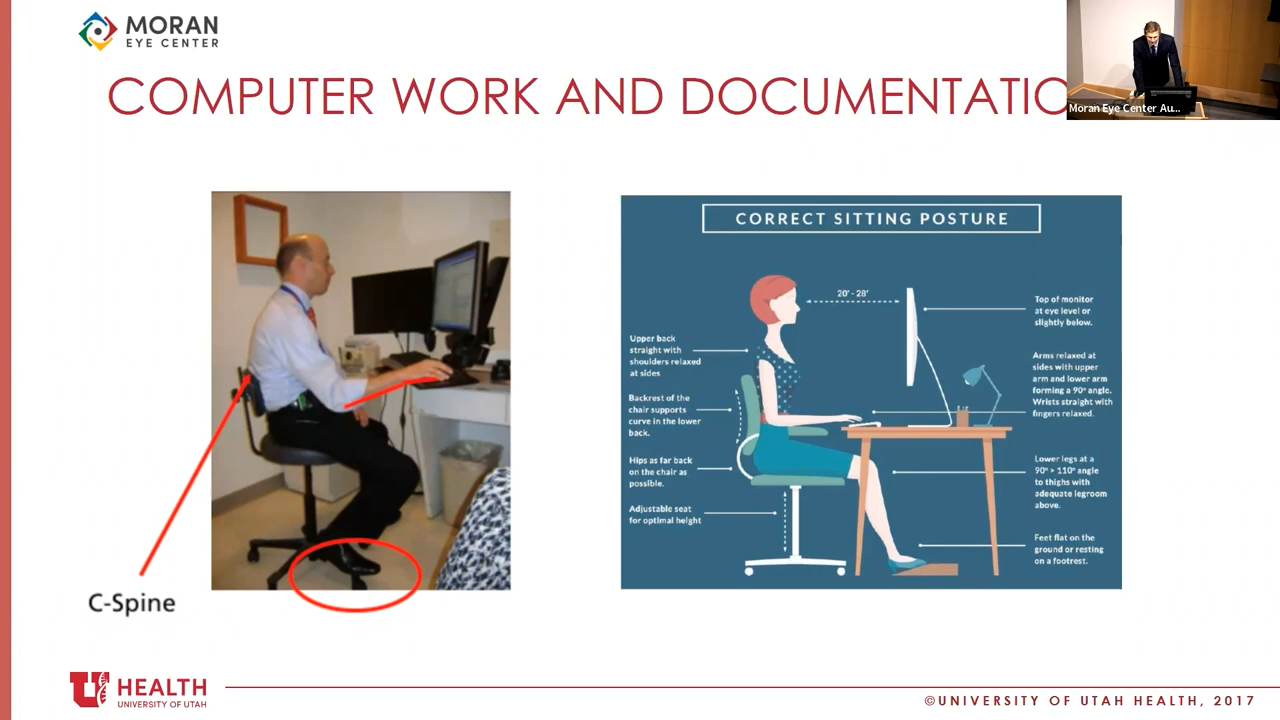 MORAN
EYE CENTER
COMPUTER WORK AND DOCUMENTATIO
Moran Eye Center Au...
CORRECT SITTING POSTURE
20" - 28"
Upper back
straight with
shoulders relaxed
at sides
Backrest of the
chair supports
curve in the lower
back.
Hips as far back
on the chair as
possible.
Adjustable seat
for optimal height
Top of monitor
at eye level or
slightly below.
Arms relaxed at
sides with upper
arm and lower arm
forming a 90° angle.
Wrists straight with
fingers relaxed.
Lower legs at a
90° > 110° angle
to thighs with
adequate legroom
above.
Feet flat on the
ground or resting
on a footrest.
C-Spine
U HEALTH
UNIVERSITY OF UTAH
©UNIVERSITY OF UTAH HEALTH, 2017